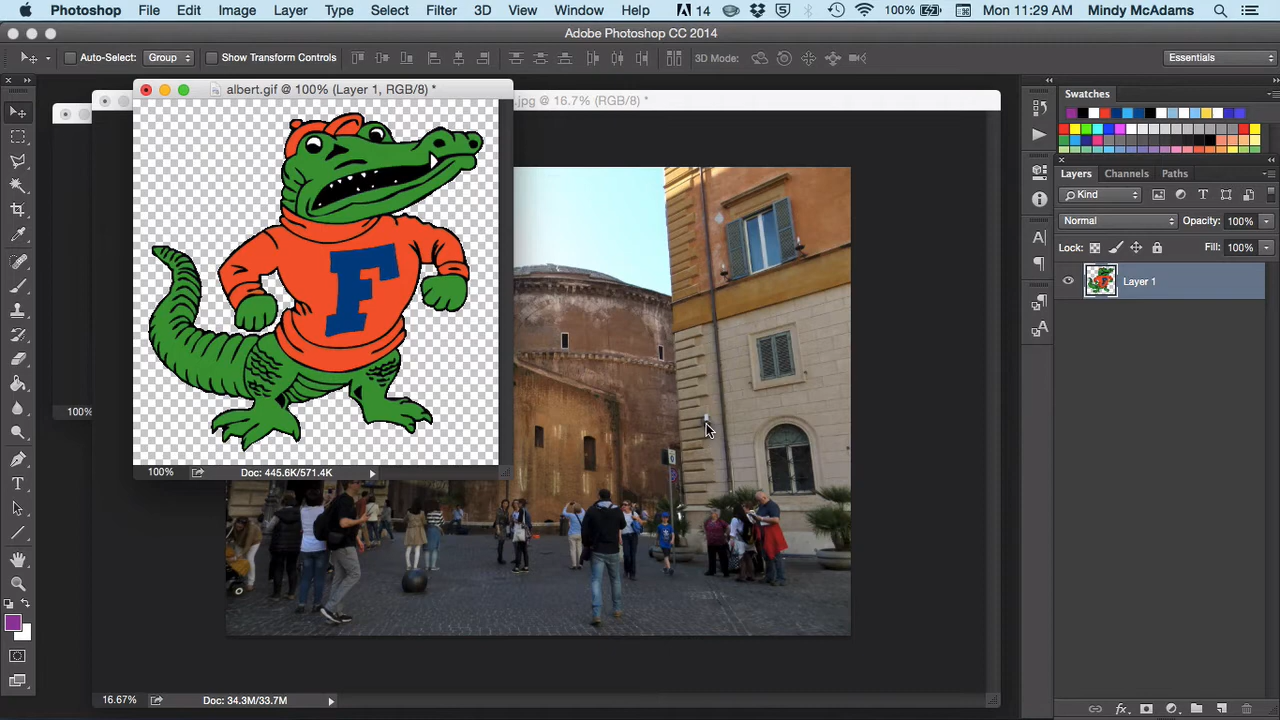 Photoshop File Edit Image Layer Type Select Filter 3D View Window Help 14 100% Mon 11:29 AM Mindy McAdams
Adobe Photoshop CC 2014
Auto-Select: Group Show Transform Controls 3D Mode: Essentials
albert.gif @ 100% (Layer 1, RGB/8) *
.jpg @ 16.7% (RGB/8) *
Swatches
Layers Channels Paths
Kind
Normal Opacity: 100%
Lock: Fill: 100%
Layer 1
F
100%
100% Doc: 445.6K/571.4K
16.67% Doc: 34.3M/33.7M